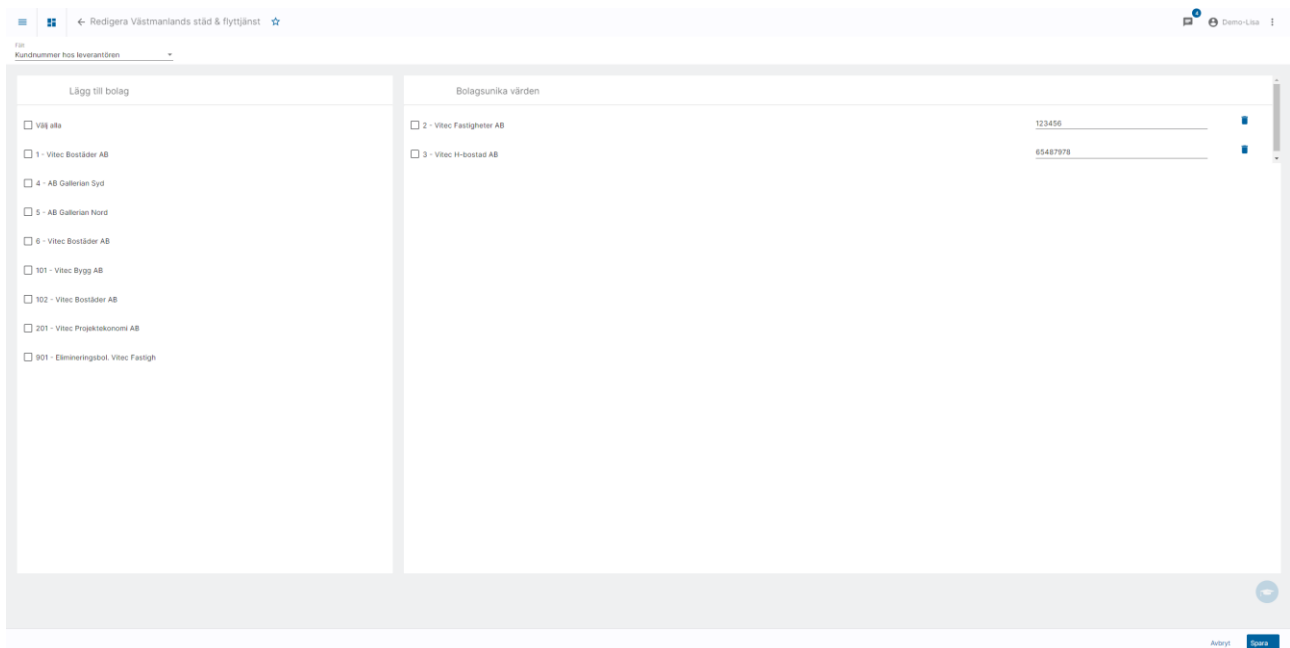 Redigera Västmanlands städ & flyttjänst
4
Demo-Lisa
Fält
Kundnummer hos leverantören
Lägg till bolag
Bolagsunika värden
Välj alla
1 - Vitec Bostäder AB
4 - AB Gallerian Syd
5 - AB Gallerian Nord
6 - Vitec Bostäder AB
101 - Vitec Bygg AB
102 - Vitec Bostäder AB
201 - Vitec Projektekonomi AB
901 - Elimineringsbol. Vitec Fastigh
2 - Vitec Fastigheter AB 123456
3 - Vitec H-bostad AB 65487978
Avbryt Spara